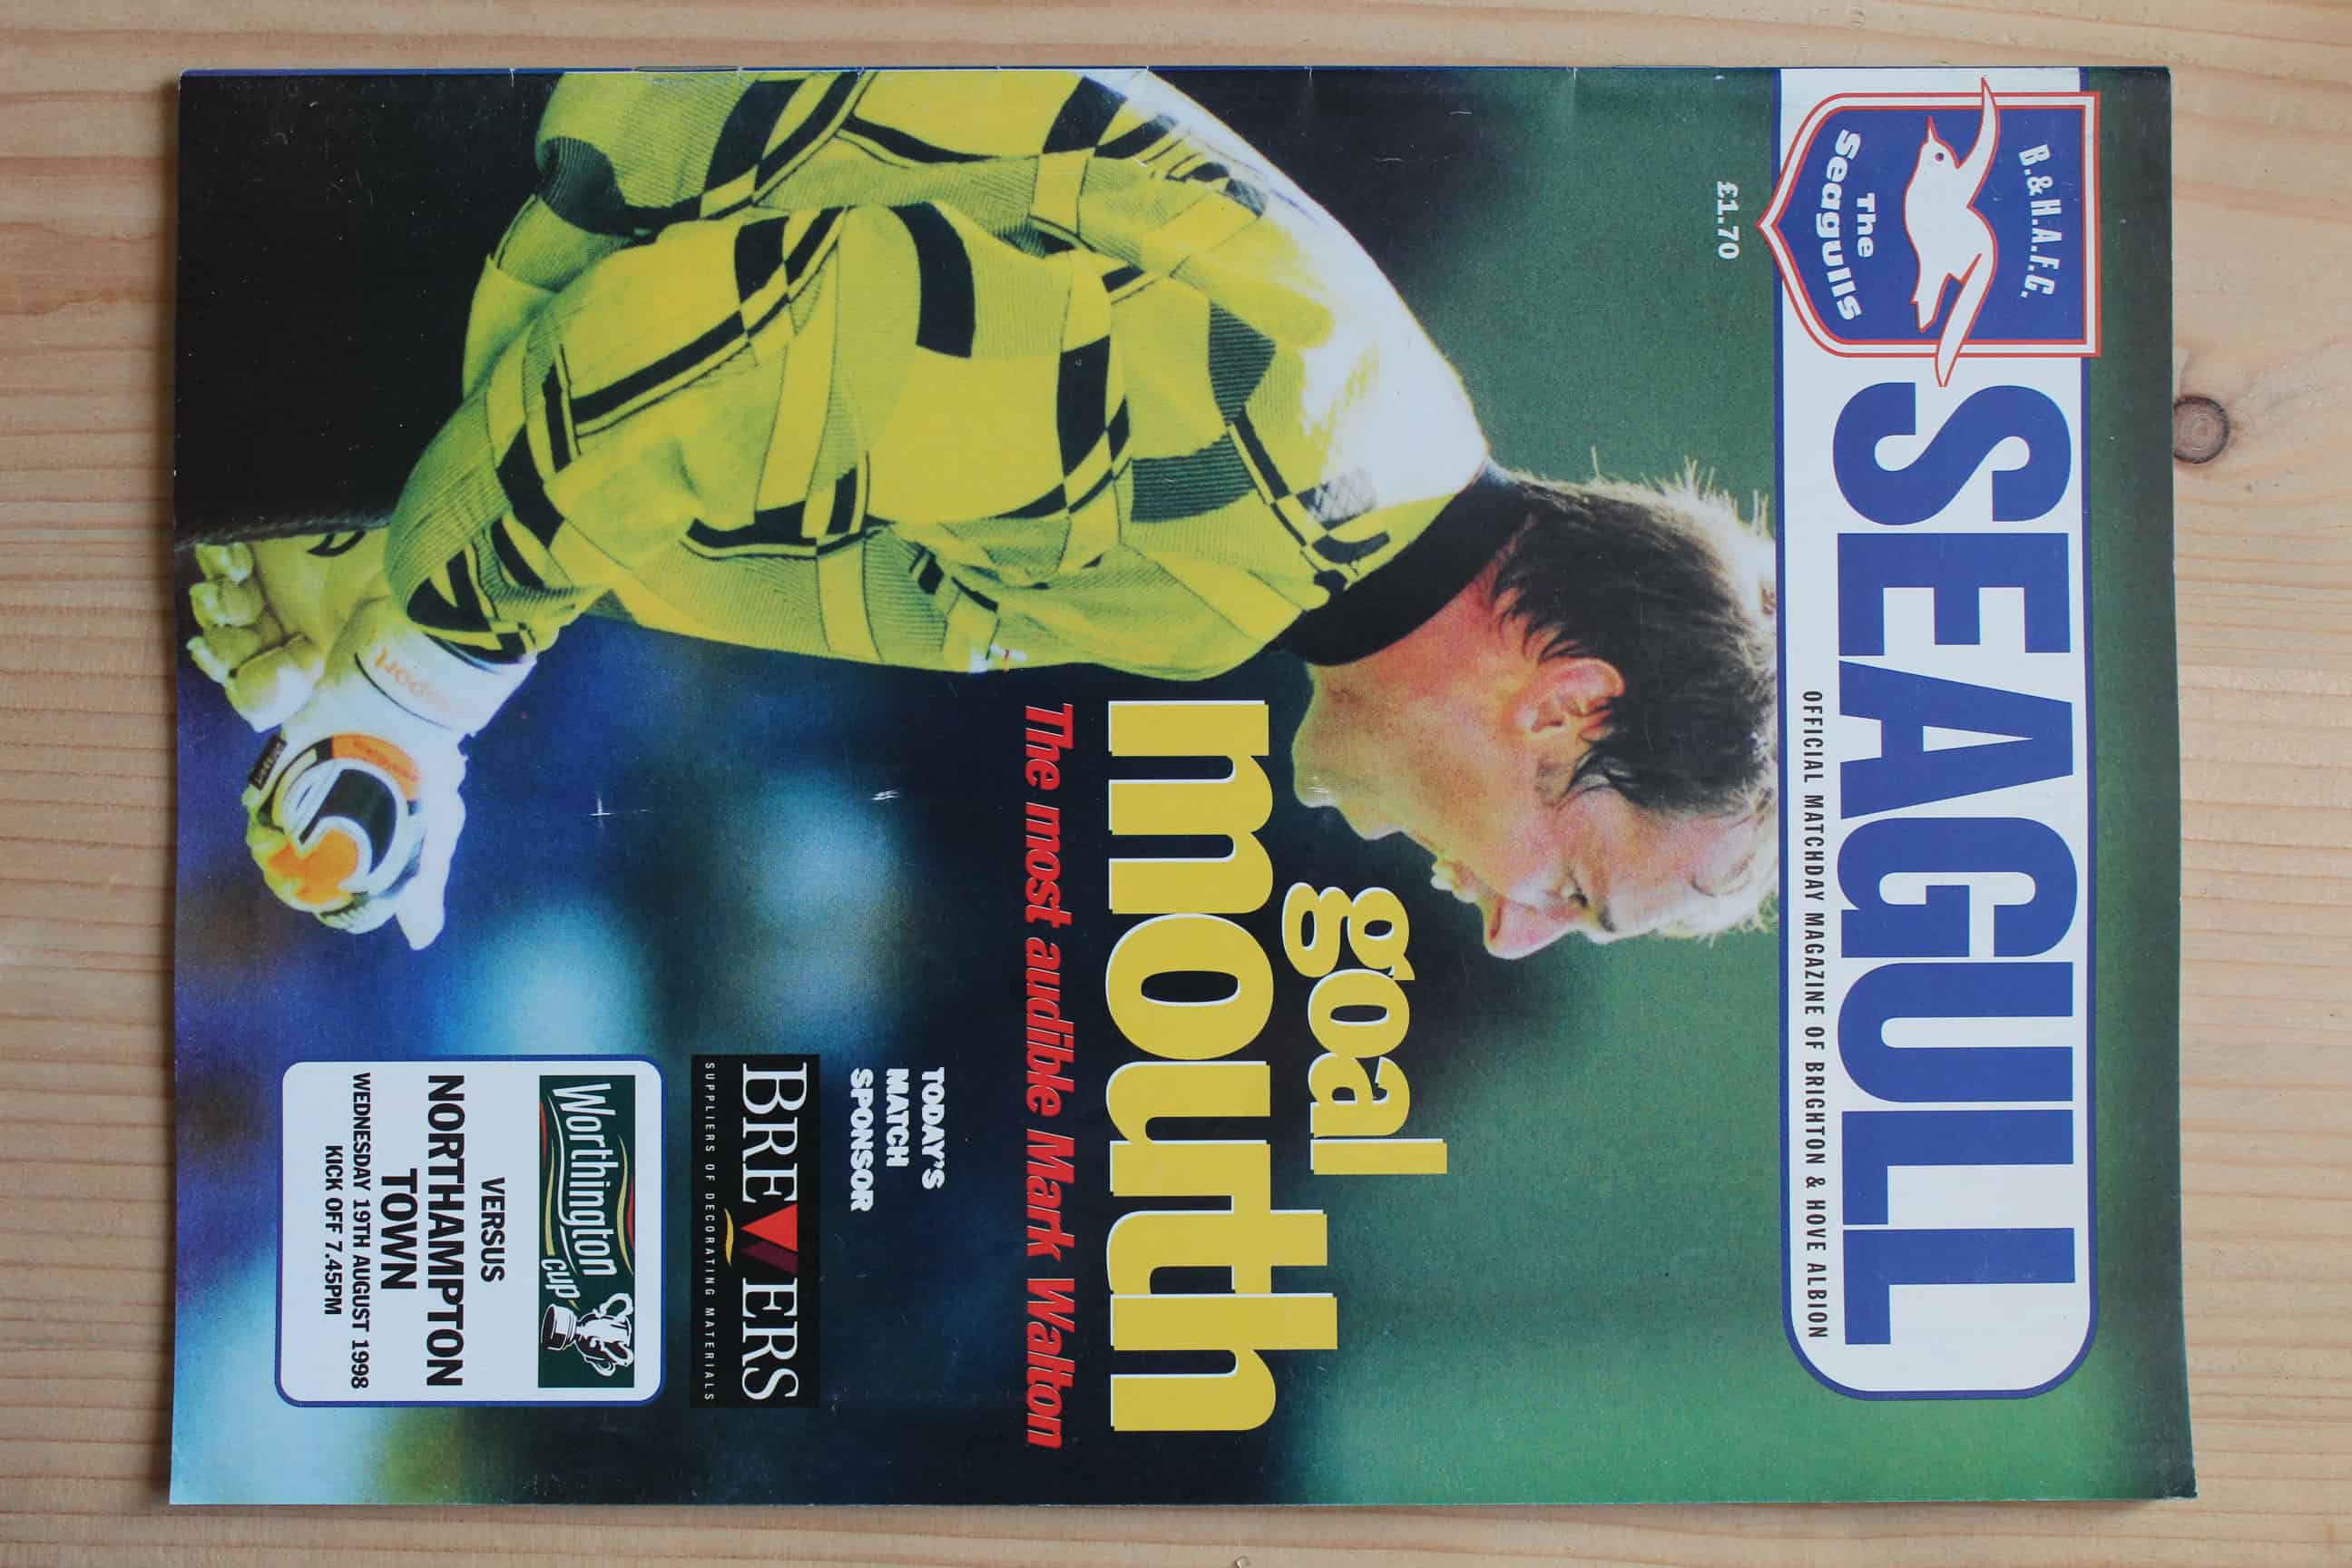 B.&H.A.F.C.
The
Seagulls
SEAGULL
OFFICIAL MATCHDAY MAGAZINE OF BRIGHTON & HOVE ALBION
£1.70
goal
mouth
The most audible Mark Walton
TODAY'S
MATCH
SPONSOR
BREWERS
SUPPLIERS OF DECORATING MATERIALS
Worthington
CUP
VERSUS
NORTHAMPTON
TOWN
WEDNESDAY 19TH AUGUST 1998
KICK OFF 7.45PM